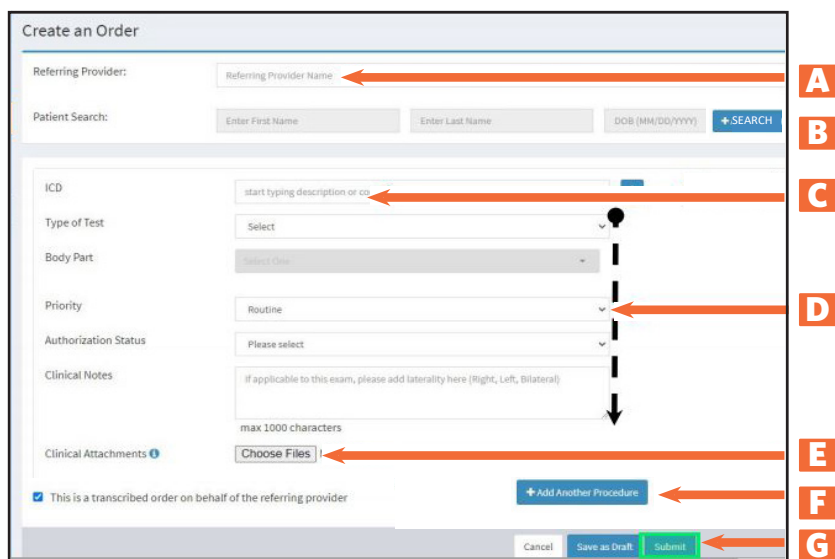 Create an Order
Referring Provider: Referring Provider Name A
Patient Search: Enter First Name Enter Last Name DOB (MM/DD/YYYY) + SEARCH B
ICD start typing description or co C
Type of Test Select
Body Part Select One
Priority Routine D
Authorization Status Please select
Clinical Notes If applicable to this exam, please add laterality here (Right, Left, Bilateral)
max 1000 characters
Clinical Attachments Choose Files E
This is a transcribed order on behalf of the referring provider + Add Another Procedure F
Cancel Save as Draft Submit G